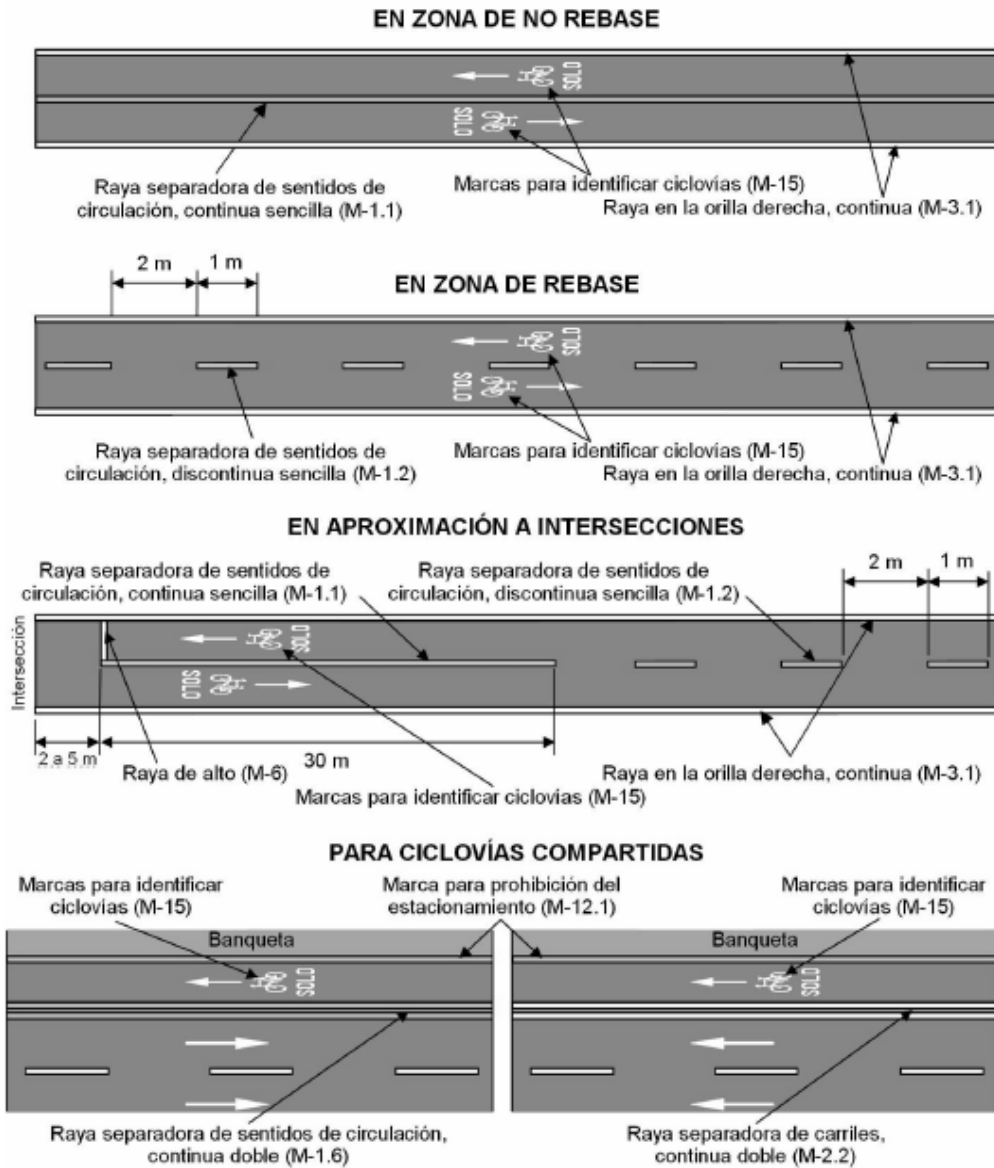 EN ZONA DE NO REBASE
SOLO
SOLO
Raya separadora de sentidos de
circulación, continua sencilla (M-1.1)
Marcas para identificar ciclovías (M-15)
Raya en la orilla derecha, continua (M-3.1)
2 m
1 m
EN ZONA DE REBASE
SOLO
SOLO
Raya separadora de sentidos de
circulación, discontinua sencilla (M-1.2)
Marcas para identificar ciclovías (M-15)
Raya en la orilla derecha, continua (M-3.1)
EN APROXIMACIÓN A INTERSECCIONES
Raya separadora de sentidos de
circulación, continua sencilla (M-1.1)
Raya separadora de sentidos de
circulación, discontinua sencilla (M-1.2)
2 m
1 m
Intersección
SOLO
SOLO
2 a 5 m
30 m
Raya de alto (M-6)
Marcas para identificar ciclovías (M-15)
Raya en la orilla derecha, continua (M-3.1)
PARA CICLOVÍAS COMPARTIDAS
Marcas para identificar
ciclovías (M-15)
Marca para prohibición del
estacionamiento (M-12.1)
Marcas para identificar
ciclovías (M-15)
Banqueta
SOLO
Banqueta
SOLO
Raya separadora de sentidos de circulación,
continua doble (M-1.6)
Raya separadora de carriles,
continua doble (M-2.2)